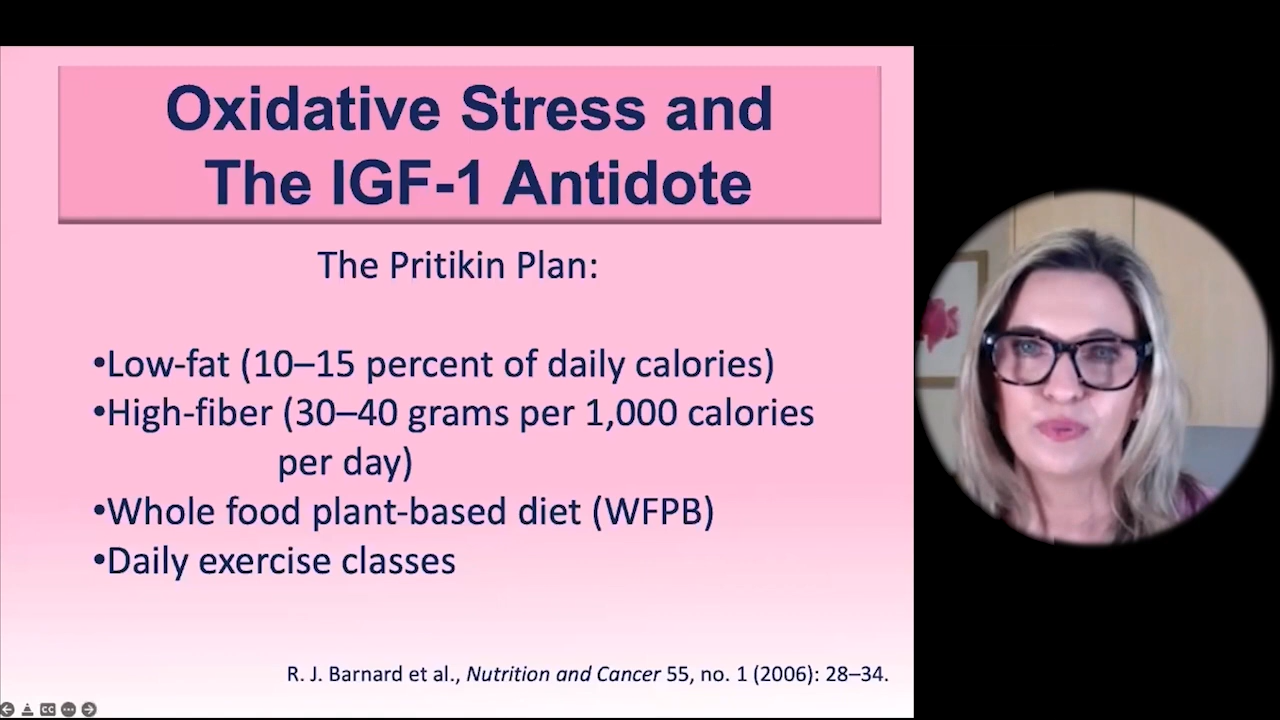 Oxidative Stress and
The IGF-1 Antidote
The Pritikin Plan:
•Low-fat (10–15 percent of daily calories)
•High-fiber (30–40 grams per 1,000 calories
per day)
•Whole food plant-based diet (WFPB)
•Daily exercise classes
R. J. Barnard et al., Nutrition and Cancer 55, no. 1 (2006): 28–34.
CC